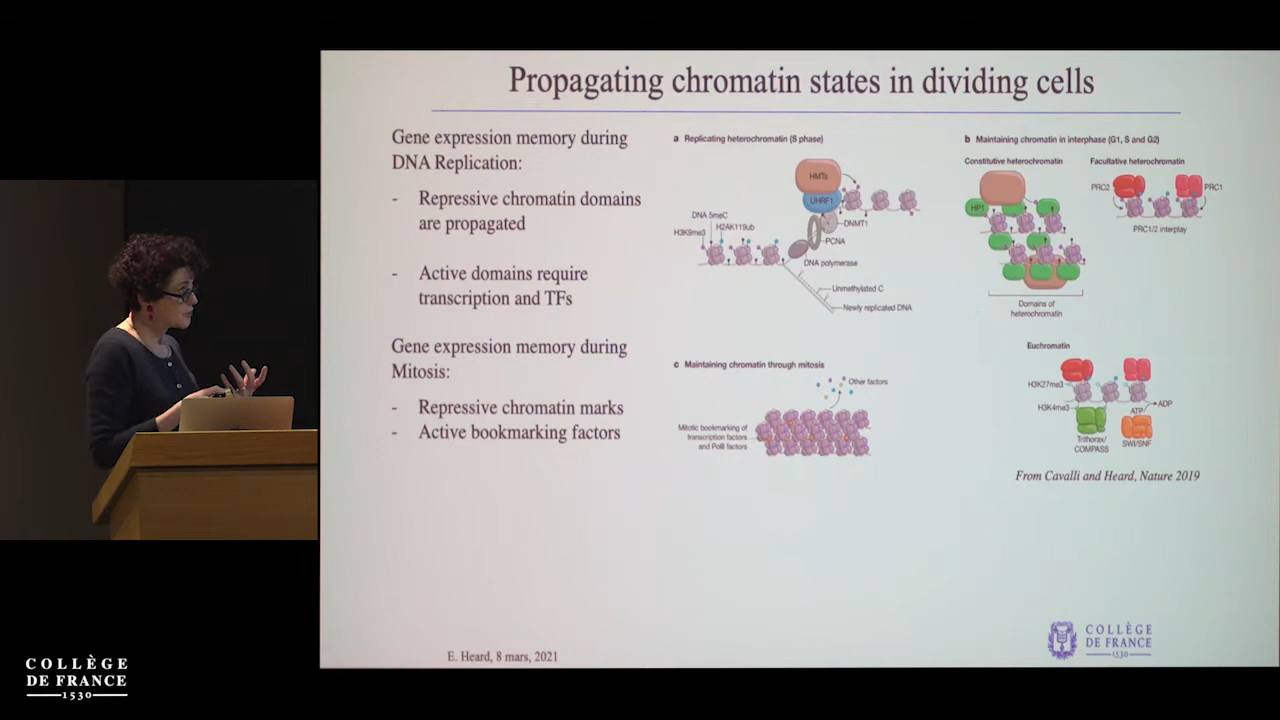 Propagating chromatin states in dividing cells
Gene expression memory during
DNA Replication:
- Repressive chromatin domains
are propagated
- Active domains require
transcription and TFs
Gene expression memory during
Mitosis:
- Repressive chromatin marks
- Active bookmarking factors
a Replicating heterochromatin (S phase)
HMTs
UHRF1
DNMT1
PCNA
DNA 5meC
H2AK119ub
H3K9me3
DNA polymerase
Unmethylated C
Newly replicated DNA
b Maintaining chromatin in interphase (G1, S and G2)
Constitutive heterochromatin
Facultative heterochromatin
HP1
PRC2
PRC1
PRC1/2 interplay
Domains of
heterochromatin
c Maintaining chromatin through mitosis
Other factors
Mitotic bookmarking of
transcription factors
and PolII factors
Euchromatin
H3K27me3
H3K4me3
ADP
ATP
Trithorax/
COMPASS
SWI/SNF
From Cavalli and Heard, Nature 2019
E. Heard, 8 mars, 2021
COLLÈGE
DE FRANCE
1530
COLLÈGE
DE FRANCE
1530